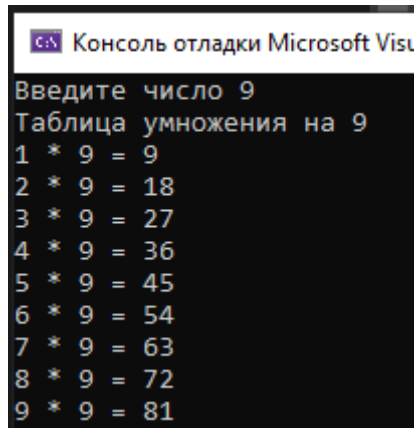 Консоль отладки Microsoft
Введите число 9
Таблица умножения на 9
1 * 9 = 9
2 * 9 = 18
3 * 9 = 27
4 * 9 = 36
5 * 9 = 45
6 * 9 = 54
7 * 9 = 63
8 * 9 = 72
9 * 9 = 81